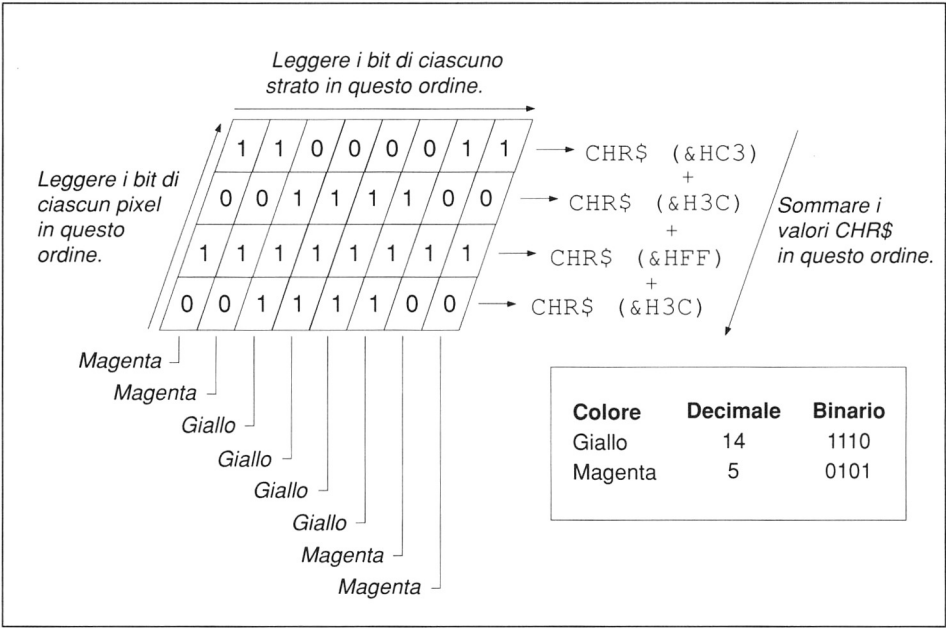 Leggere i bit di ciascuno
strato in questo ordine.
Leggere i bit di
ciascun pixel
in questo
ordine.
1 1 0 0 0 0 1 1
CHR$ (&HC3)
+
0 0 1 1 1 1 0 0
CHR$ (&H3C)
+
1 1 1 1 1 1 1 1
CHR$ (&HFF)
+
0 0 1 1 1 1 0 0
CHR$ (&H3C)
Sommare i
valori CHR$
in questo ordine.
Magenta
Magenta
Giallo
Giallo
Giallo
Giallo
Magenta
Magenta
Colore Decimale Binario
Giallo 14 1110
Magenta 5 0101